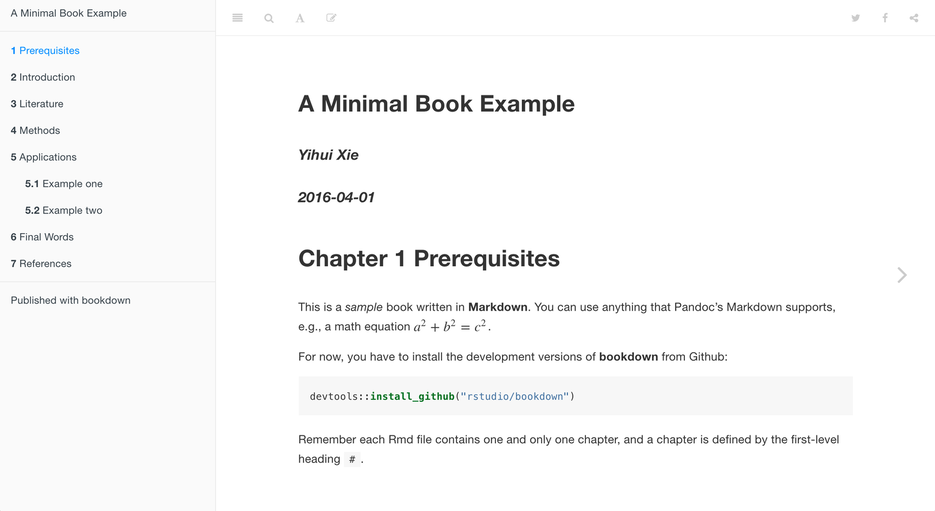 A Minimal Book Example
1 Prerequisites
2 Introduction
3 Literature
4 Methods
5 Applications
5.1 Example one
5.2 Example two
6 Final Words
7 References
Published with bookdown
A Minimal Book Example
Yihui Xie
2016-04-01
Chapter 1 Prerequisites
This is a sample book written in Markdown. You can use anything that Pandoc’s Markdown supports,
e.g., a math equation a² + b² = c².
For now, you have to install the development versions of bookdown from Github:
devtools::install_github("rstudio/bookdown")
Remember each Rmd file contains one and only one chapter, and a chapter is defined by the first-level
heading # .